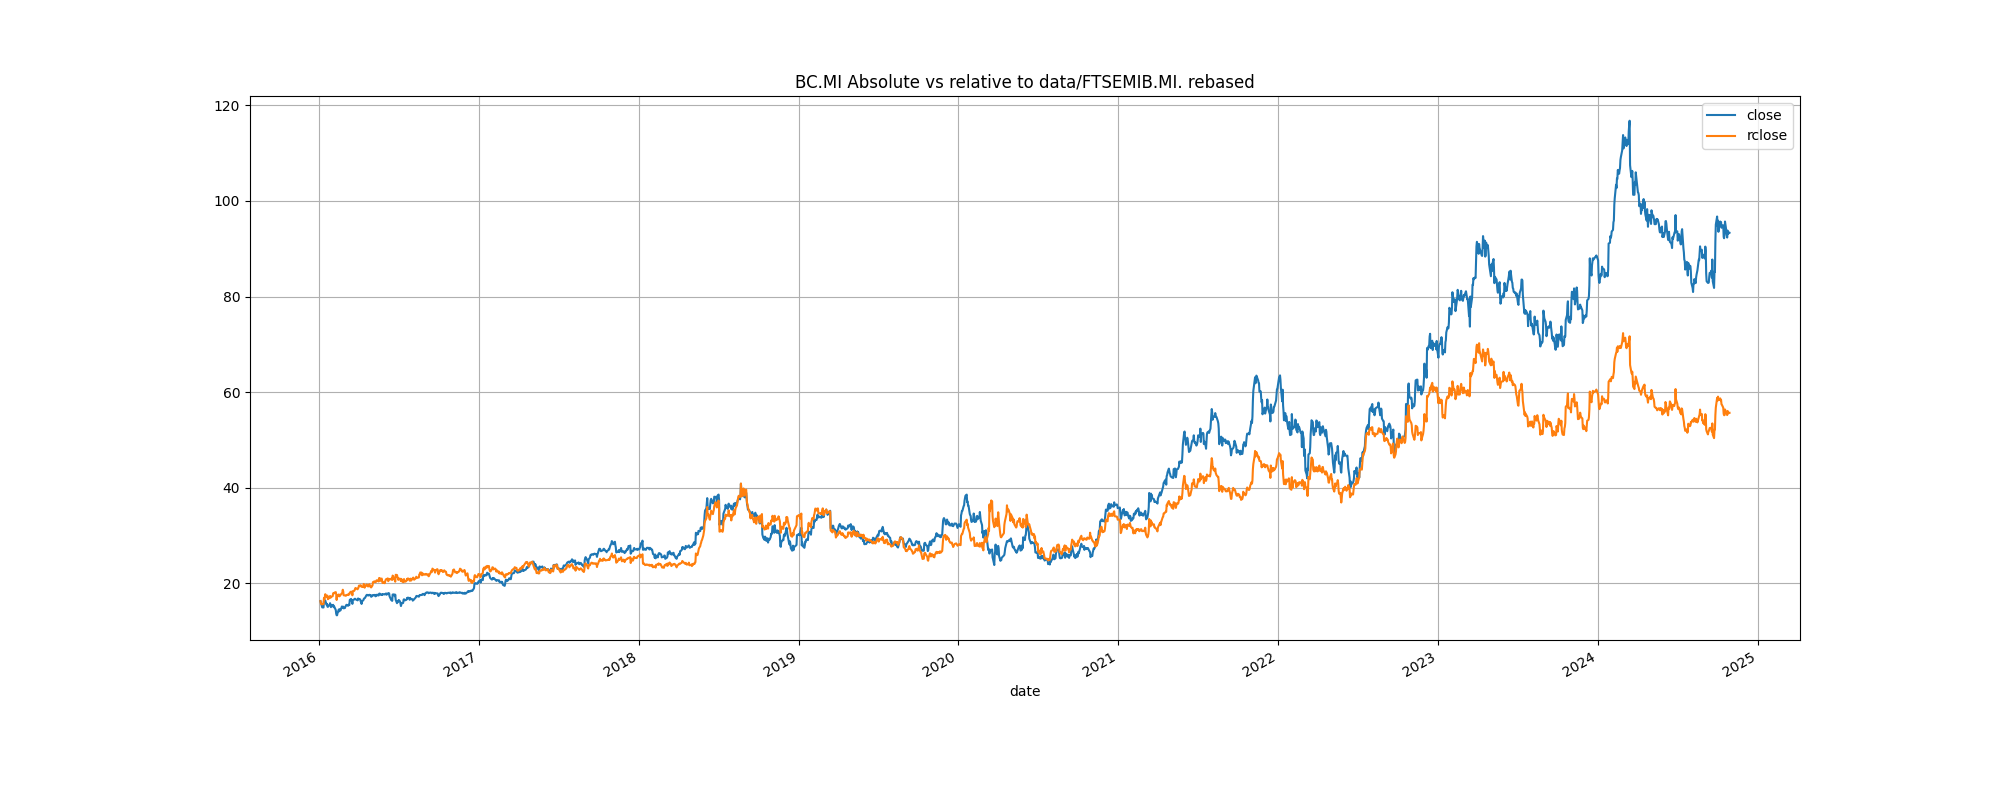 BC.MI Absolute vs relative to data/FTSEMIB.MI. rebased
close
rclose
120
100
80
60
40
20
2016 2017 2018 2019 2020 2021 2022 2023 2024 2025
date